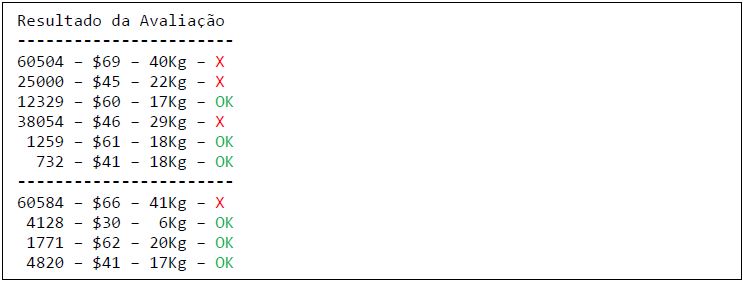 Resultado da Avaliação
-----------------------
60504 – $69 – 40Kg – X
25000 – $45 – 22Kg – X
12329 – $60 – 17Kg – OK
38054 – $46 – 29Kg – X
1259 – $61 – 18Kg – OK
732 – $41 – 18Kg – OK
-----------------------
60584 – $66 – 41Kg – X
4128 – $30 – 6Kg – OK
1771 – $62 – 20Kg – OK
4820 – $41 – 17Kg – OK